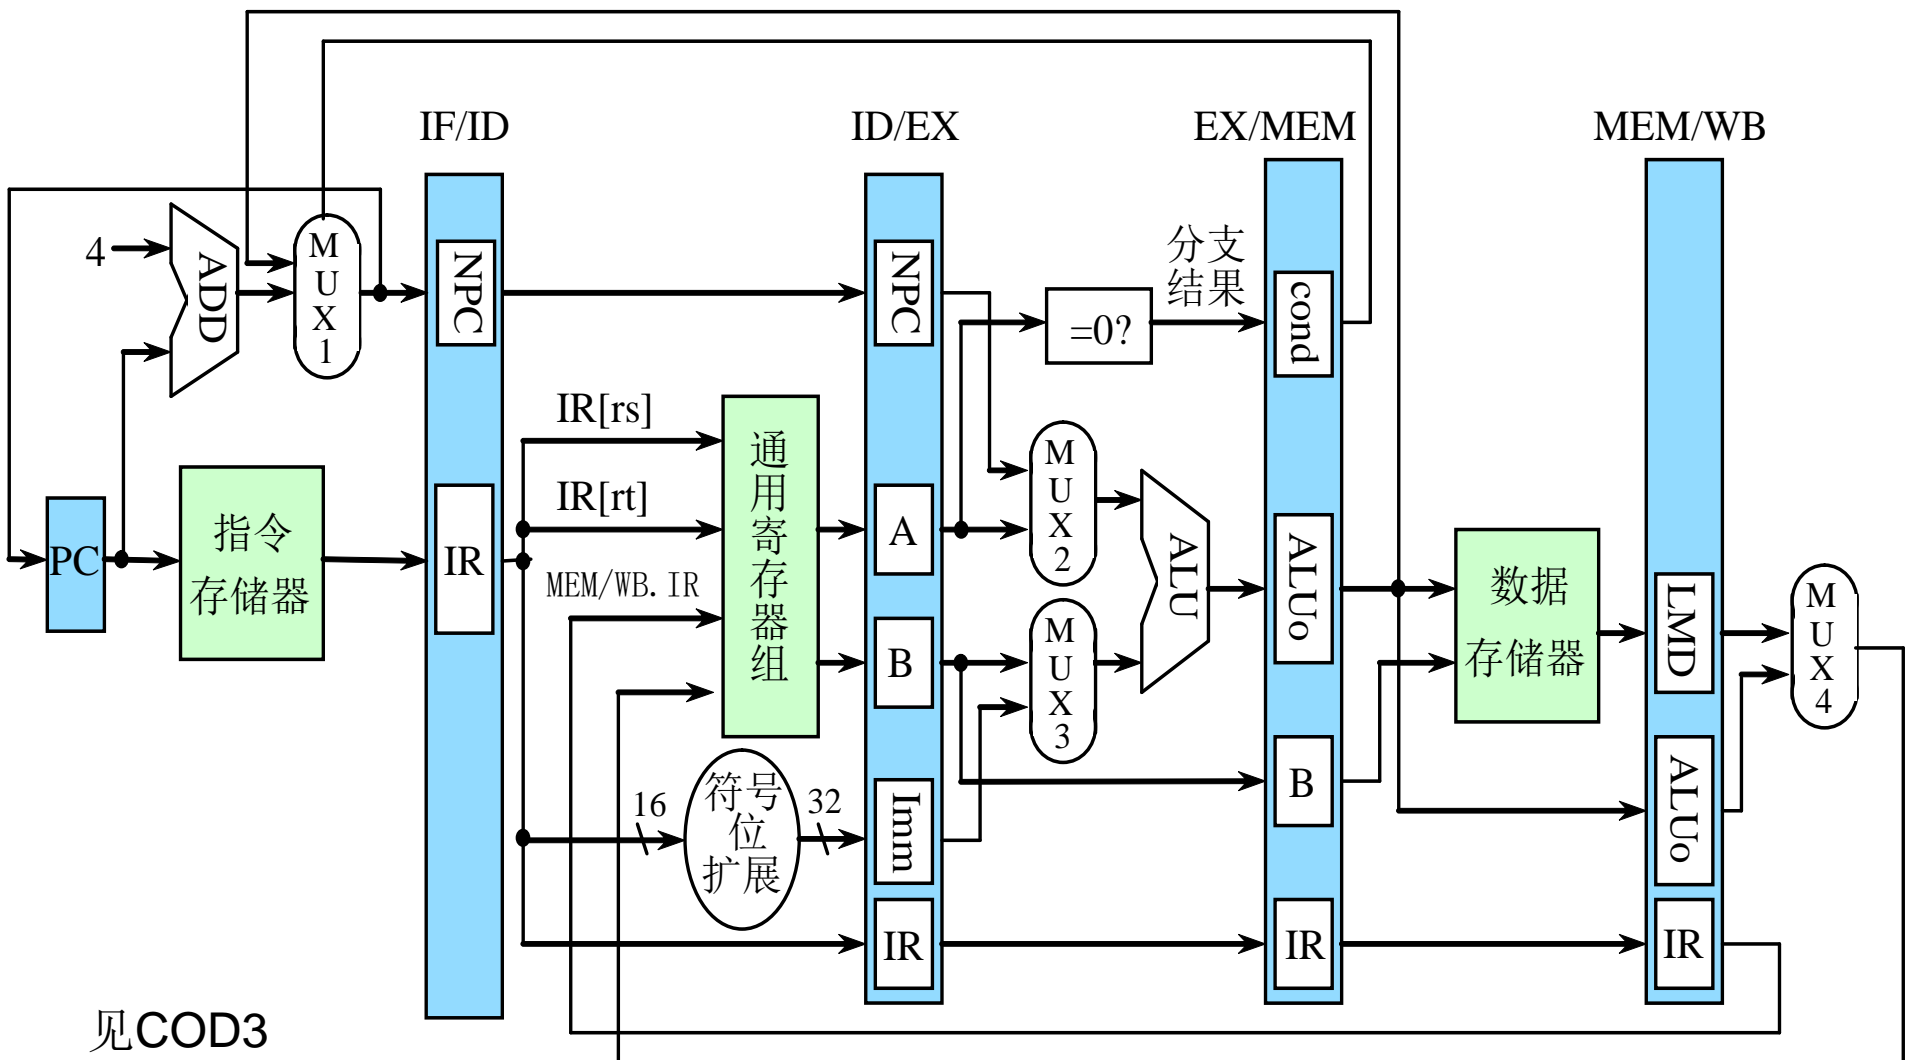 IF/ID
ID/EX
EX/MEM
MEM/WB
4
ADD
MUX1
NPC
NPC
分支
结果
=0?
cond
IR[rs]
IR[rt]
MEM/WB.IR
PC
指令
存储器
IR
通用寄存器组
A
B
MUX2
MUX3
ALU
ALUo
B
数据
存储器
LMD
ALUo
MUX4
16
符号
位
扩展
32
Imm
IR
IR
IR
见COD3